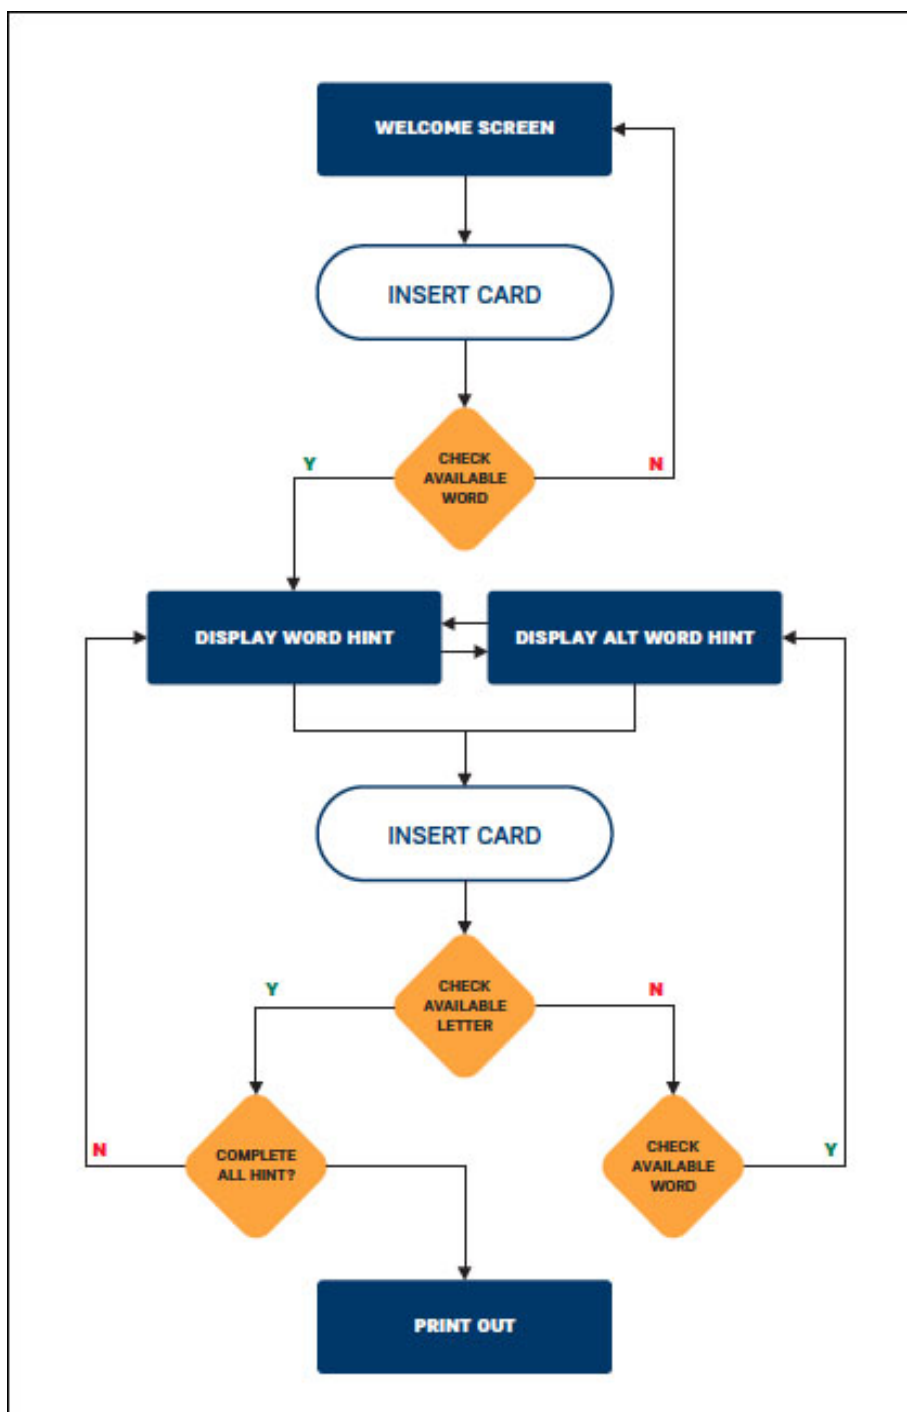 WELCOME SCREEN
INSERT CARD
CHECK
AVAILABLE
WORD
Y
N
DISPLAY WORD HINT
DISPLAY ALT WORD HINT
INSERT CARD
CHECK
AVAILABLE
LETTER
Y
N
COMPLETE
ALL HINT?
N
CHECK
AVAILABLE
WORD
Y
PRINT OUT